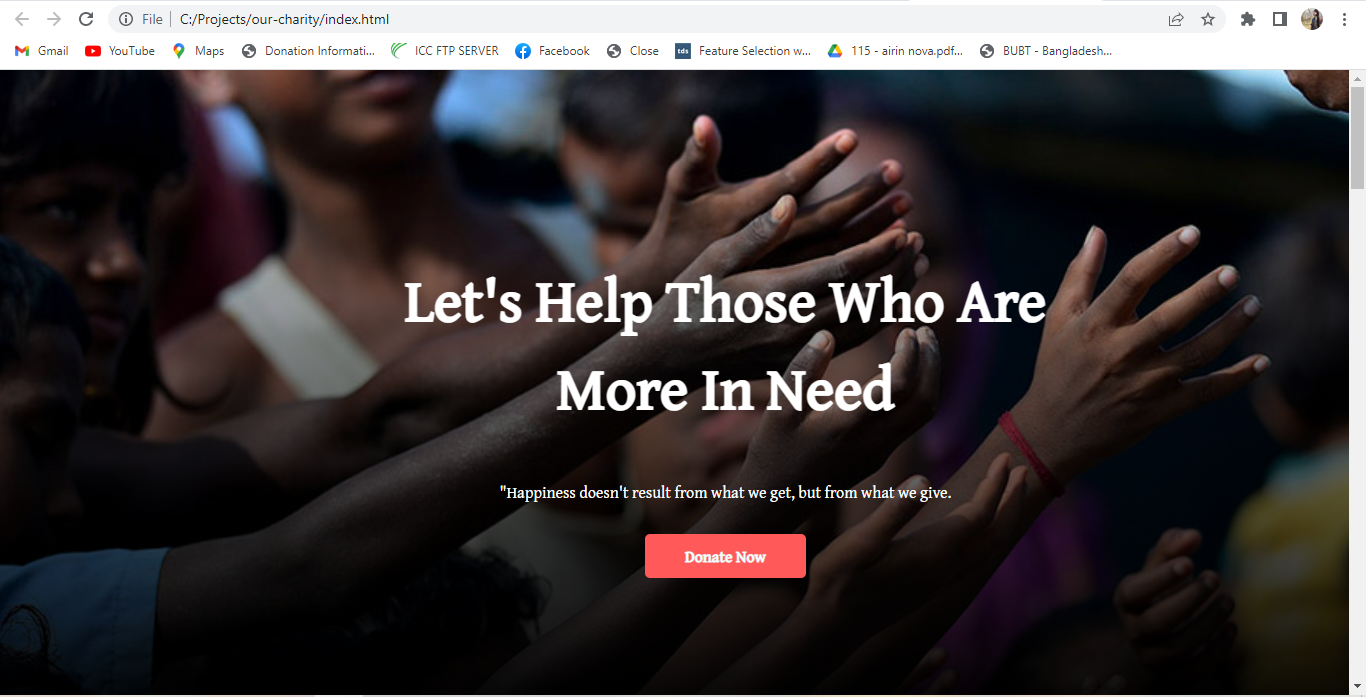 File | C:/Projects/our-charity/index.html
Gmail YouTube Maps Donation Informati... ICC FTP SERVER Facebook Close tds Feature Selection w... 115 - airin nova.pdf... BUBT - Bangladesh...
Let's Help Those Who Are
More In Need
"Happiness doesn't result from what we get, but from what we give.
Donate Now